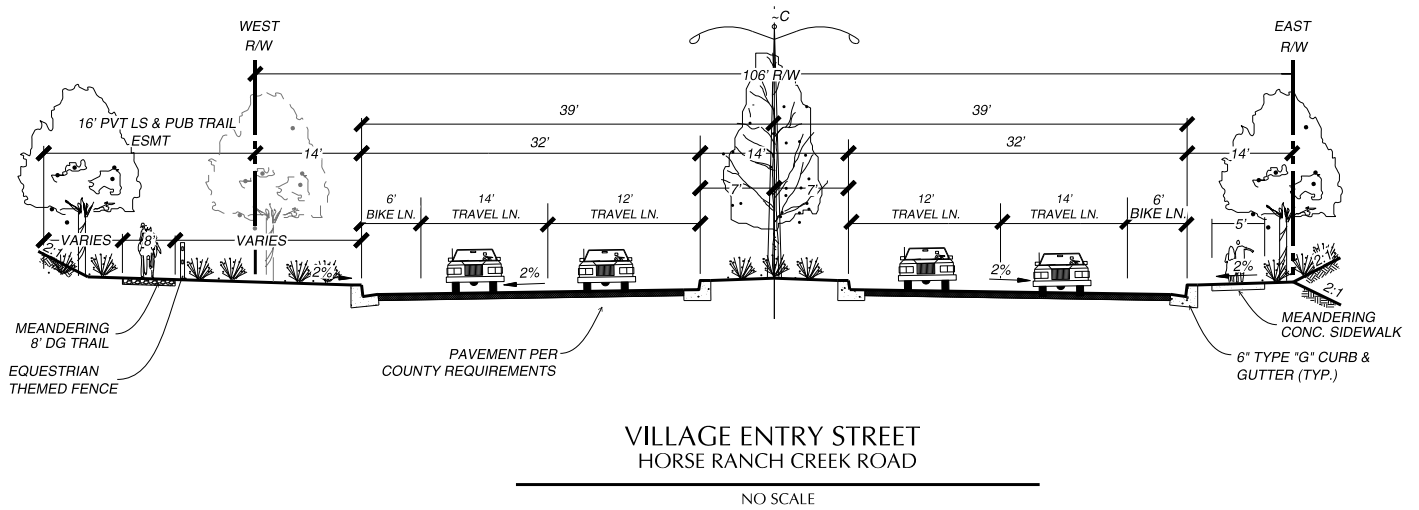 ~C
WEST
R/W
EAST
R/W
106' R/W
39'
39'
16' PVT LS & PUB TRAIL
ESMT
14'
32'
14'
32'
14'
7'
7'
6'
BIKE LN.
14'
TRAVEL LN.
12'
TRAVEL LN.
12'
TRAVEL LN.
14'
TRAVEL LN.
6'
BIKE LN.
5'
VARIES
8'
VARIES
2:1
2%
2%
2%
2%
2:1
2:1
MEANDERING
8' DG TRAIL
EQUESTRIAN
THEMED FENCE
PAVEMENT PER
COUNTY REQUIREMENTS
MEANDERING
CONC. SIDEWALK
6" TYPE "G" CURB &
GUTTER (TYP.)
VILLAGE ENTRY STREET
HORSE RANCH CREEK ROAD
NO SCALE